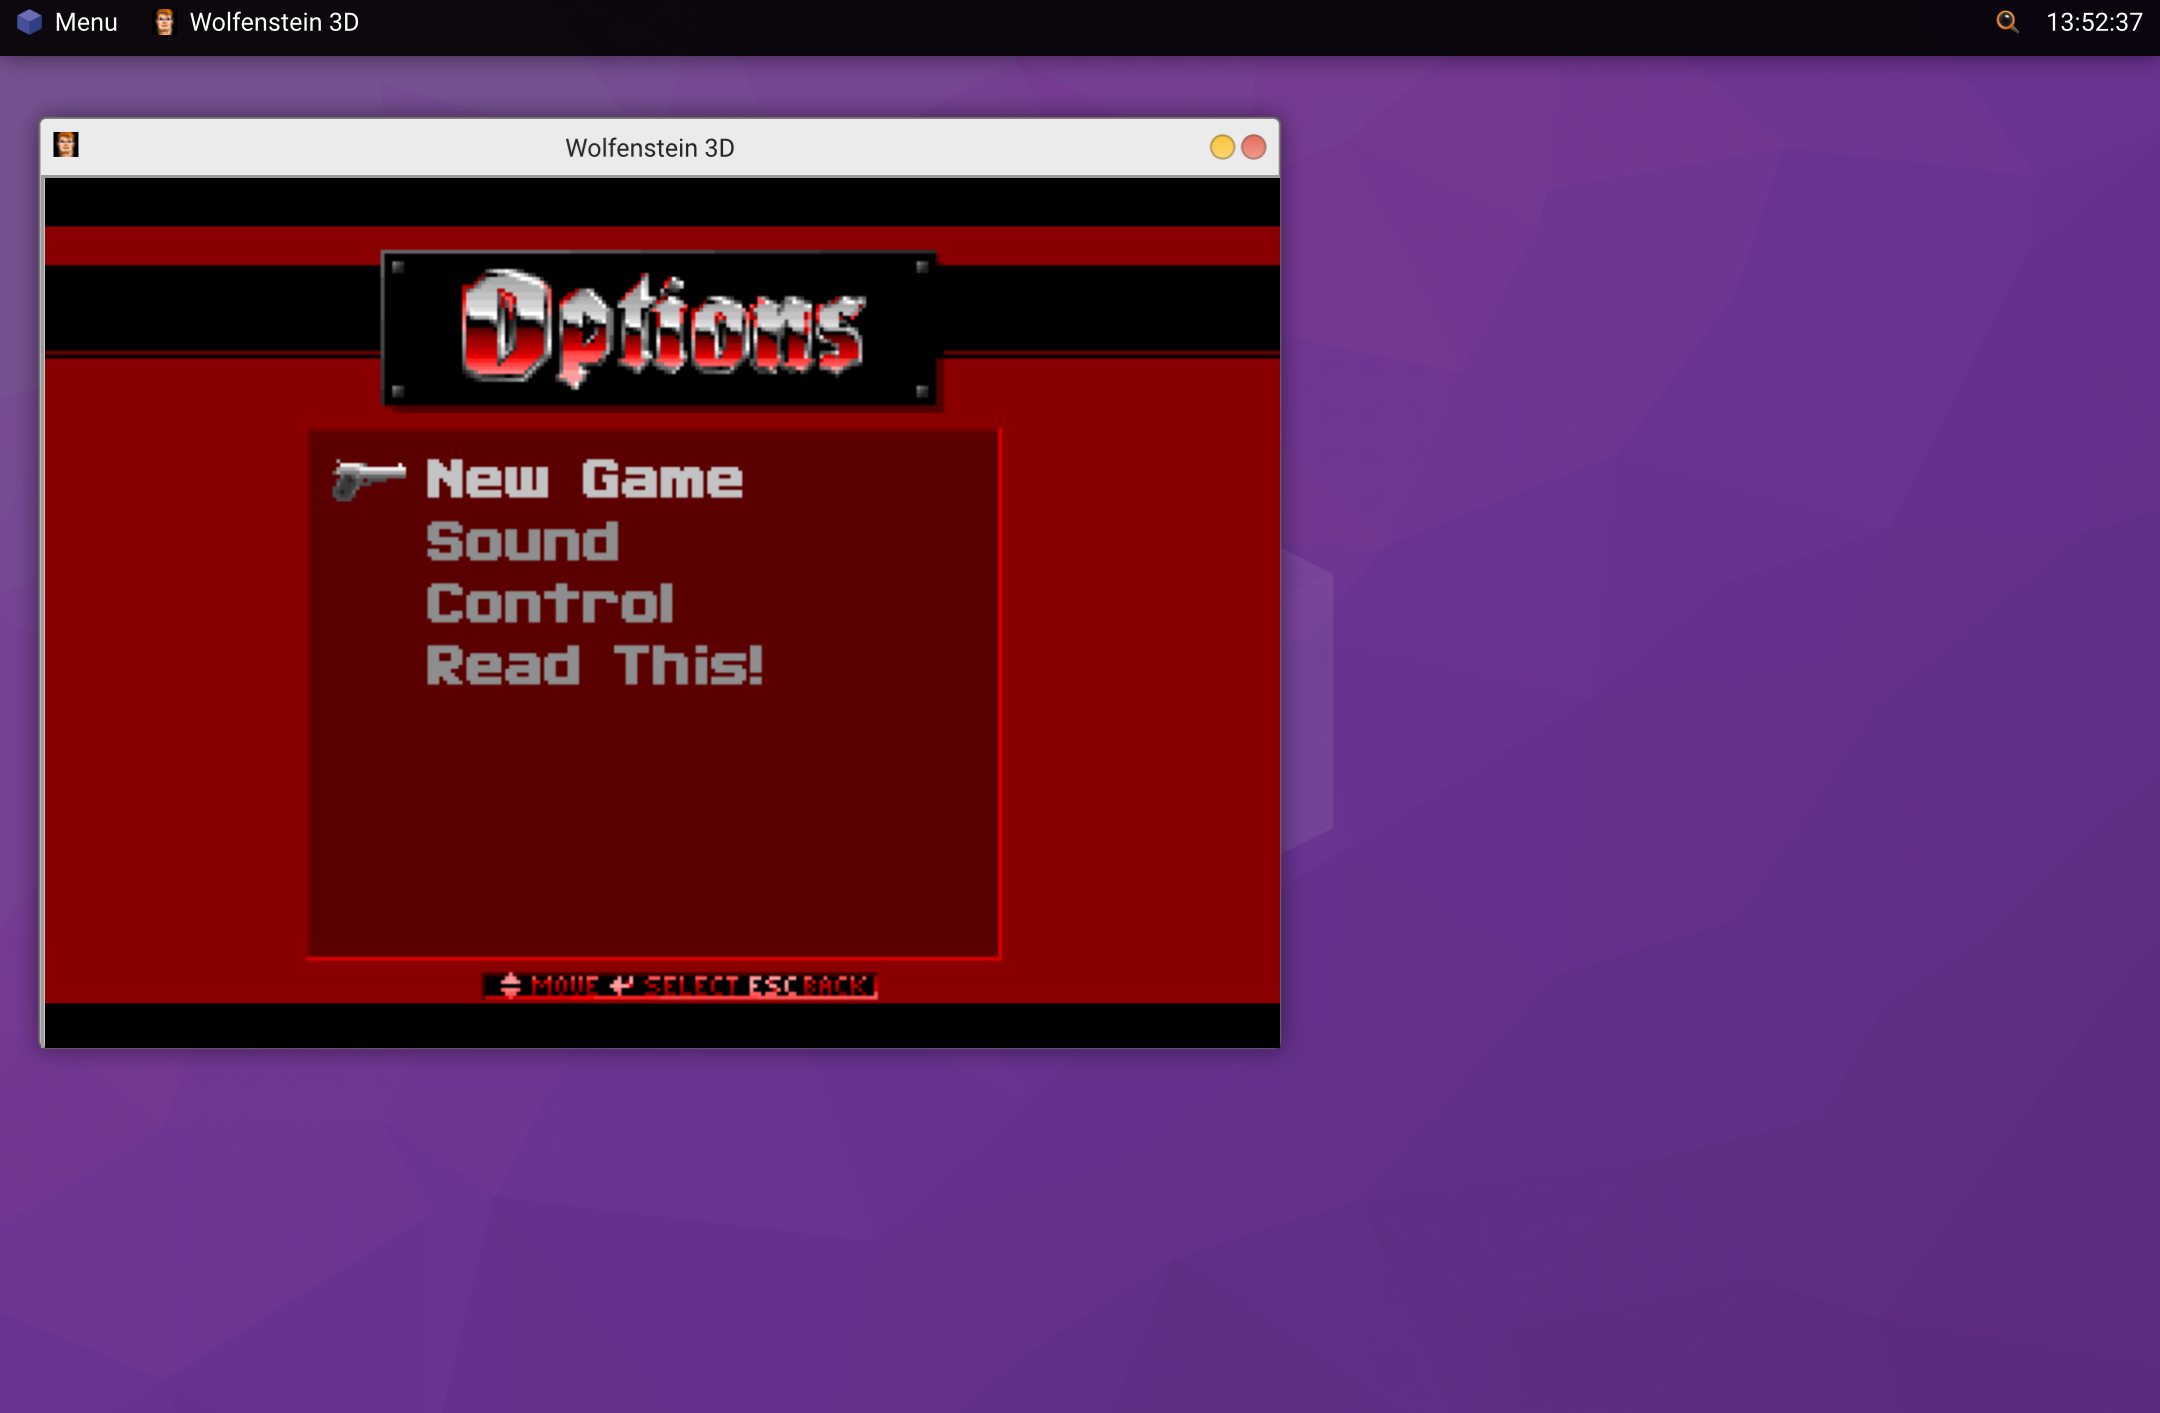 Menu Wolfenstein 3D 13:52:37
Wolfenstein 3D
Options
New Game
Sound
Control
Read This!
MOVE SELECT ESC BACK